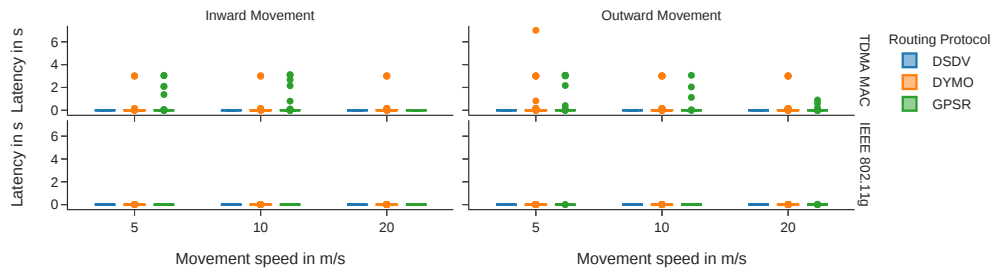 Inward Movement
Outward Movement
Latency in s
6
4
2
0
TDMA MAC
Routing Protocol
DSDV
DYMO
GPSR
Latency in s
6
4
2
0
IEEE 802.11g
5
10
20
5
10
20
Movement speed in m/s
Movement speed in m/s